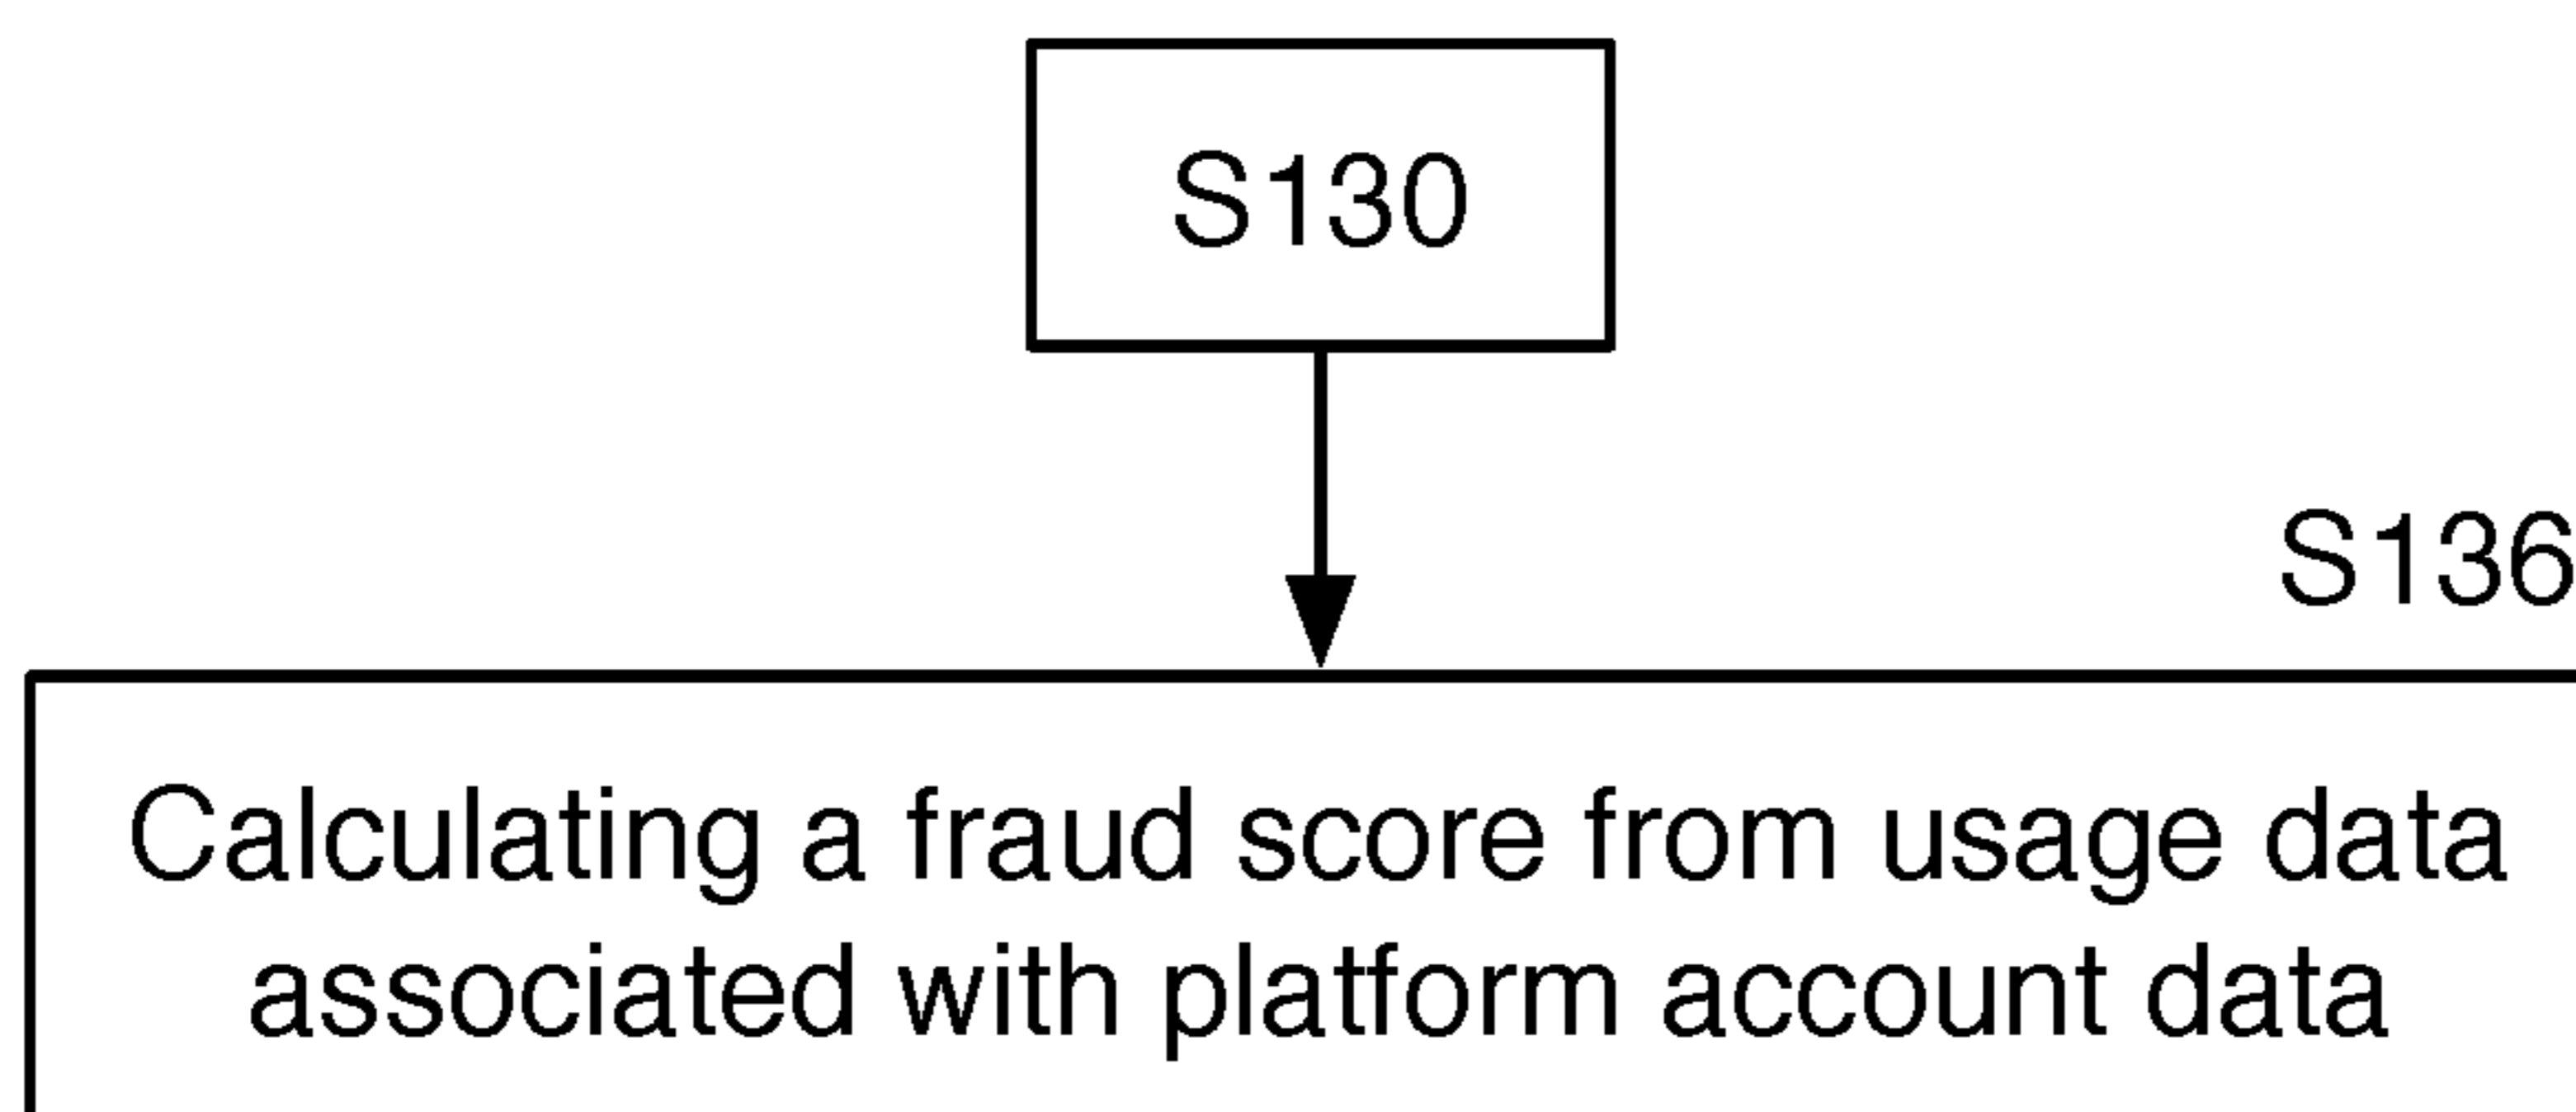 S130
S136
Calculating a fraud score from usage data
associated with platform account data